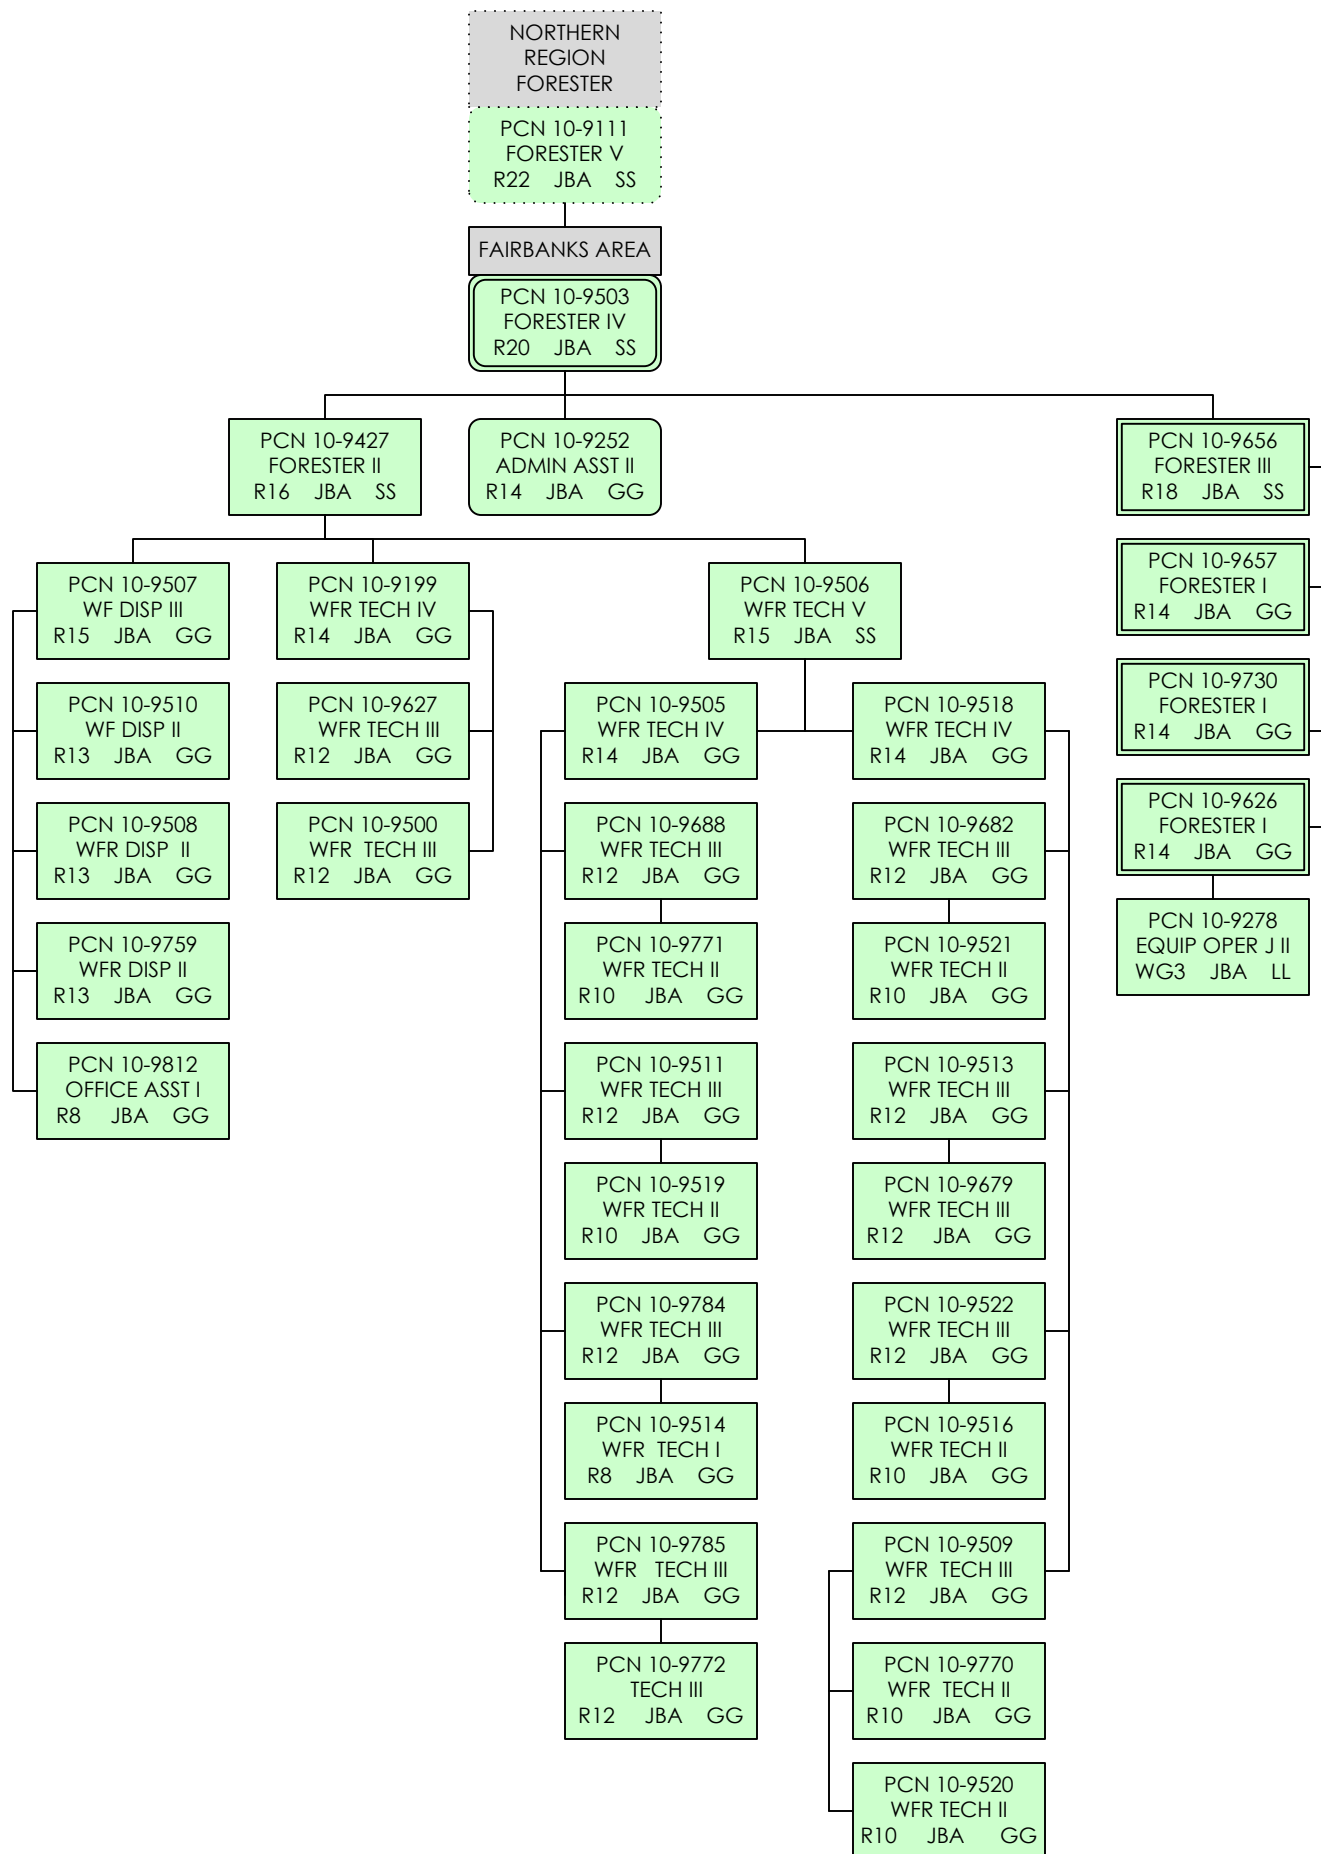 NORTHERN
REGION
FORESTER
PCN 10-9111
FORESTER V
R22 JBA SS
FAIRBANKS AREA
PCN 10-9503
FORESTER IV
R20 JBA SS
PCN 10-9427
FORESTER II
R16 JBA SS
PCN 10-9252
ADMIN ASST II
R14 JBA GG
PCN 10-9656
FORESTER III
R18 JBA SS
PCN 10-9657
FORESTER I
R14 JBA GG
PCN 10-9730
FORESTER I
R14 JBA GG
PCN 10-9626
FORESTER I
R14 JBA GG
PCN 10-9278
EQUIP OPER J II
WG3 JBA LL
PCN 10-9507
WF DISP III
R15 JBA GG
PCN 10-9510
WF DISP II
R13 JBA GG
PCN 10-9508
WFR DISP II
R13 JBA GG
PCN 10-9759
WFR DISP II
R13 JBA GG
PCN 10-9812
OFFICE ASST I
R8 JBA GG
PCN 10-9199
WFR TECH IV
R14 JBA GG
PCN 10-9627
WFR TECH III
R12 JBA GG
PCN 10-9500
WFR TECH III
R12 JBA GG
PCN 10-9506
WFR TECH V
R15 JBA SS
PCN 10-9505
WFR TECH IV
R14 JBA GG
PCN 10-9688
WFR TECH III
R12 JBA GG
PCN 10-9771
WFR TECH II
R10 JBA GG
PCN 10-9511
WFR TECH III
R12 JBA GG
PCN 10-9519
WFR TECH II
R10 JBA GG
PCN 10-9784
WFR TECH III
R12 JBA GG
PCN 10-9514
WFR TECH I
R8 JBA GG
PCN 10-9785
WFR TECH III
R12 JBA GG
PCN 10-9772
TECH III
R12 JBA GG
PCN 10-9518
WFR TECH IV
R14 JBA GG
PCN 10-9682
WFR TECH III
R12 JBA GG
PCN 10-9521
WFR TECH II
R10 JBA GG
PCN 10-9513
WFR TECH III
R12 JBA GG
PCN 10-9679
WFR TECH III
R12 JBA GG
PCN 10-9522
WFR TECH III
R12 JBA GG
PCN 10-9516
WFR TECH II
R10 JBA GG
PCN 10-9509
WFR TECH III
R12 JBA GG
PCN 10-9770
WFR TECH II
R10 JBA GG
PCN 10-9520
WFR TECH II
R10 JBA GG